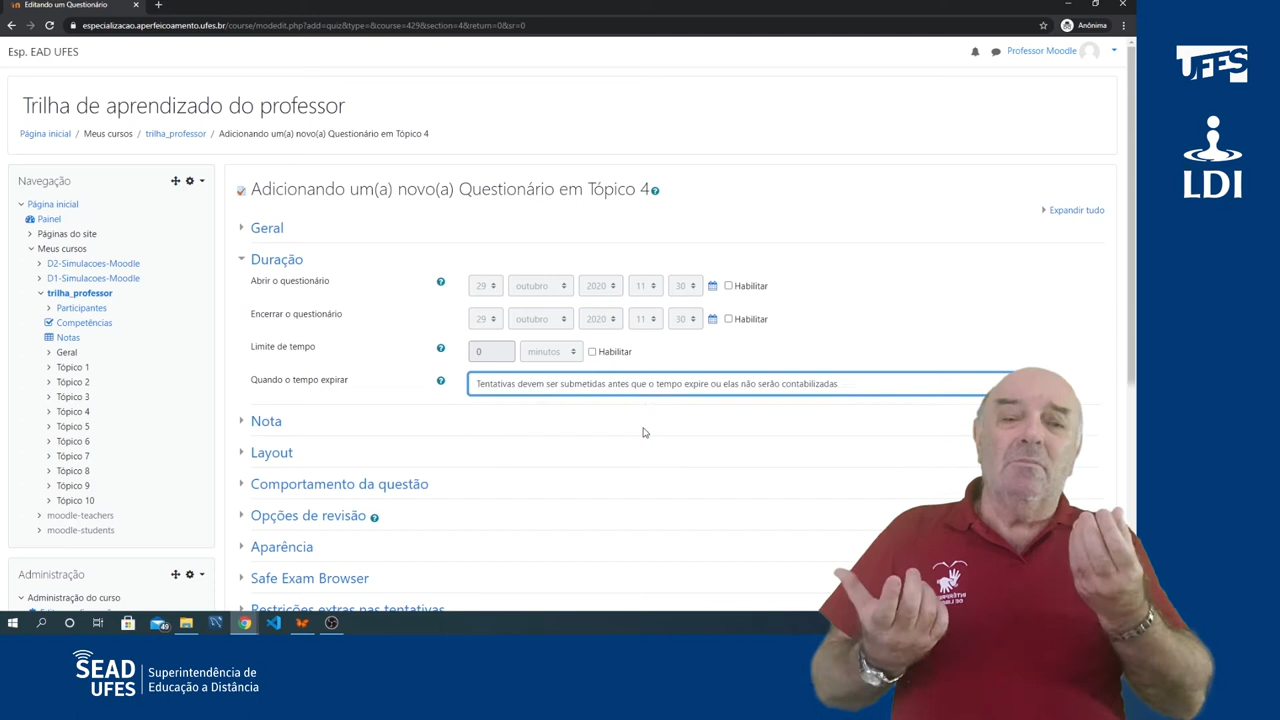 Editando um Questionário
especializacao.aperfeicoamento.ufes.br/course/modedit.php?add=quiz&type=&course=429&section=4&return=0&sr=0
Anônima
Esp. EAD UFES
Professor Moodle
Trilha de aprendizado do professor
Página inicial / Meus cursos / trilha_professor / Adicionando um(a) novo(a) Questionário em Tópico 4
Navegação
Página inicial
Painel
Páginas do site
Meus cursos
D2-Simulacoes-Moodle
D1-Simulacoes-Moodle
trilha_professor
Participantes
Competências
Notas
Geral
Tópico 1
Tópico 2
Tópico 3
Tópico 4
Tópico 5
Tópico 6
Tópico 7
Tópico 8
Tópico 9
Tópico 10
moodle-teachers
moodle-students
Administração
Administração do curso
Adicionando um(a) novo(a) Questionário em Tópico 4
Expandir tudo
Geral
Duração
Abrir o questionário 29 outubro 2020 11 30 Habilitar
Encerrar o questionário 29 outubro 2020 11 30 Habilitar
Limite de tempo 0 minutos Habilitar
Quando o tempo expirar Tentativas devem ser submetidas antes que o tempo expire ou elas não serão contabilizadas
Nota
Layout
Comportamento da questão
Opções de revisão
Aparência
Safe Exam Browser
Restrições extras nas tentativas
49
UFES
LDI
SEAD
UFES
Superintendência de
Educação a Distância